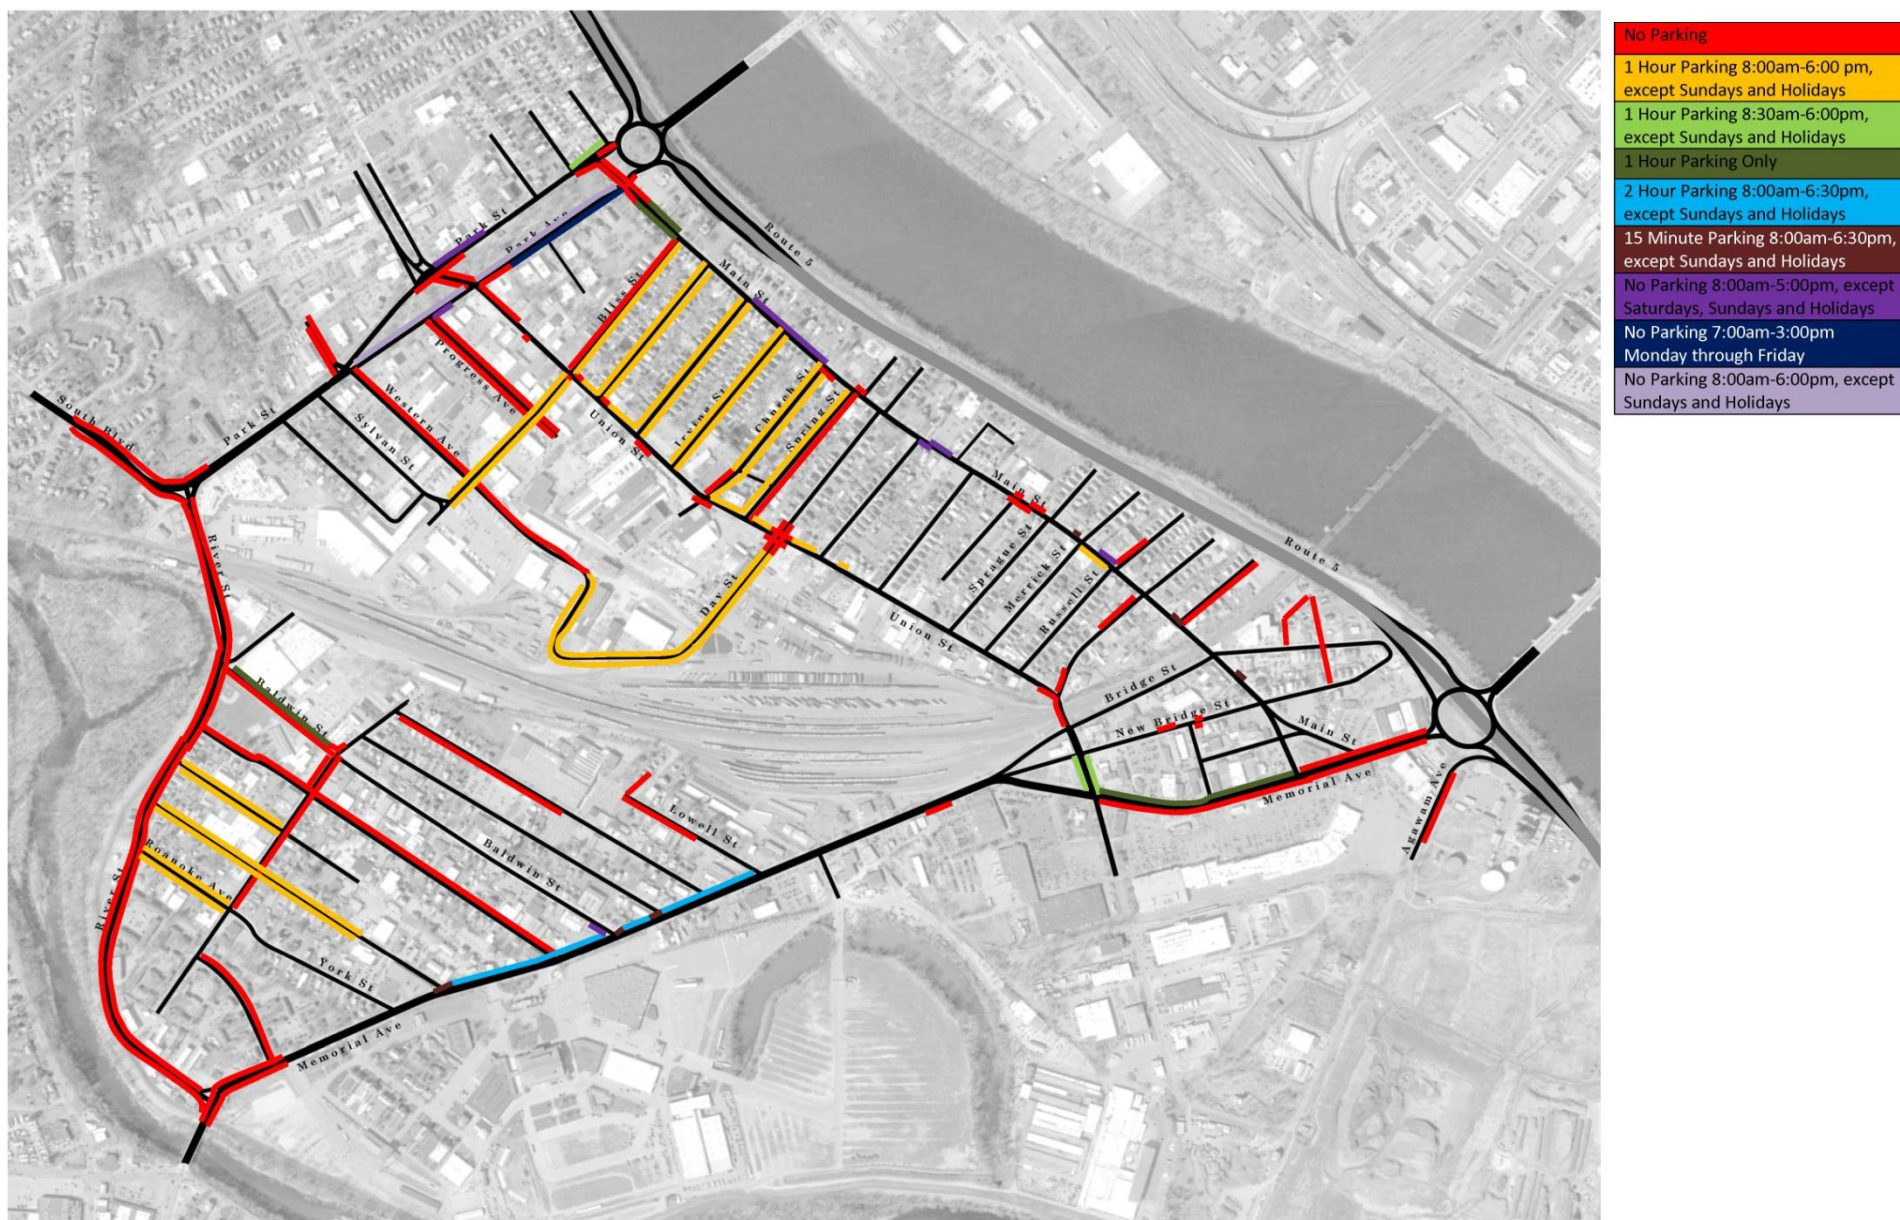 No Parking
1 Hour Parking 8:00am-6:00 pm,
except Sundays and Holidays
1 Hour Parking 8:30am-6:00pm,
except Sundays and Holidays
1 Hour Parking Only
2 Hour Parking 8:00am-6:30pm,
except Sundays and Holidays
15 Minute Parking 8:00am-6:30pm,
except Sundays and Holidays
No Parking 8:00am-5:00pm, except
Saturdays, Sundays and Holidays
No Parking 7:00am-3:00pm
Monday through Friday
No Parking 8:00am-6:00pm, except
Sundays and Holidays
Park St
Park Ave
Route 5
Main St
Bliss St
Progress Ave
Western Ave
Sylvan St
Park St
South Blvd
Union St
Irving St
Church St
Spring St
Main St
River St
Day St
Sprague St
Merrick St
Russell St
Route 5
Union St
Bridge St
New Bridge St
Main St
Memorial Ave
Agawam Ave
Baldwin St
Lowell St
Baldwin St
Roanoke Ave
River St
York St
Memorial Ave